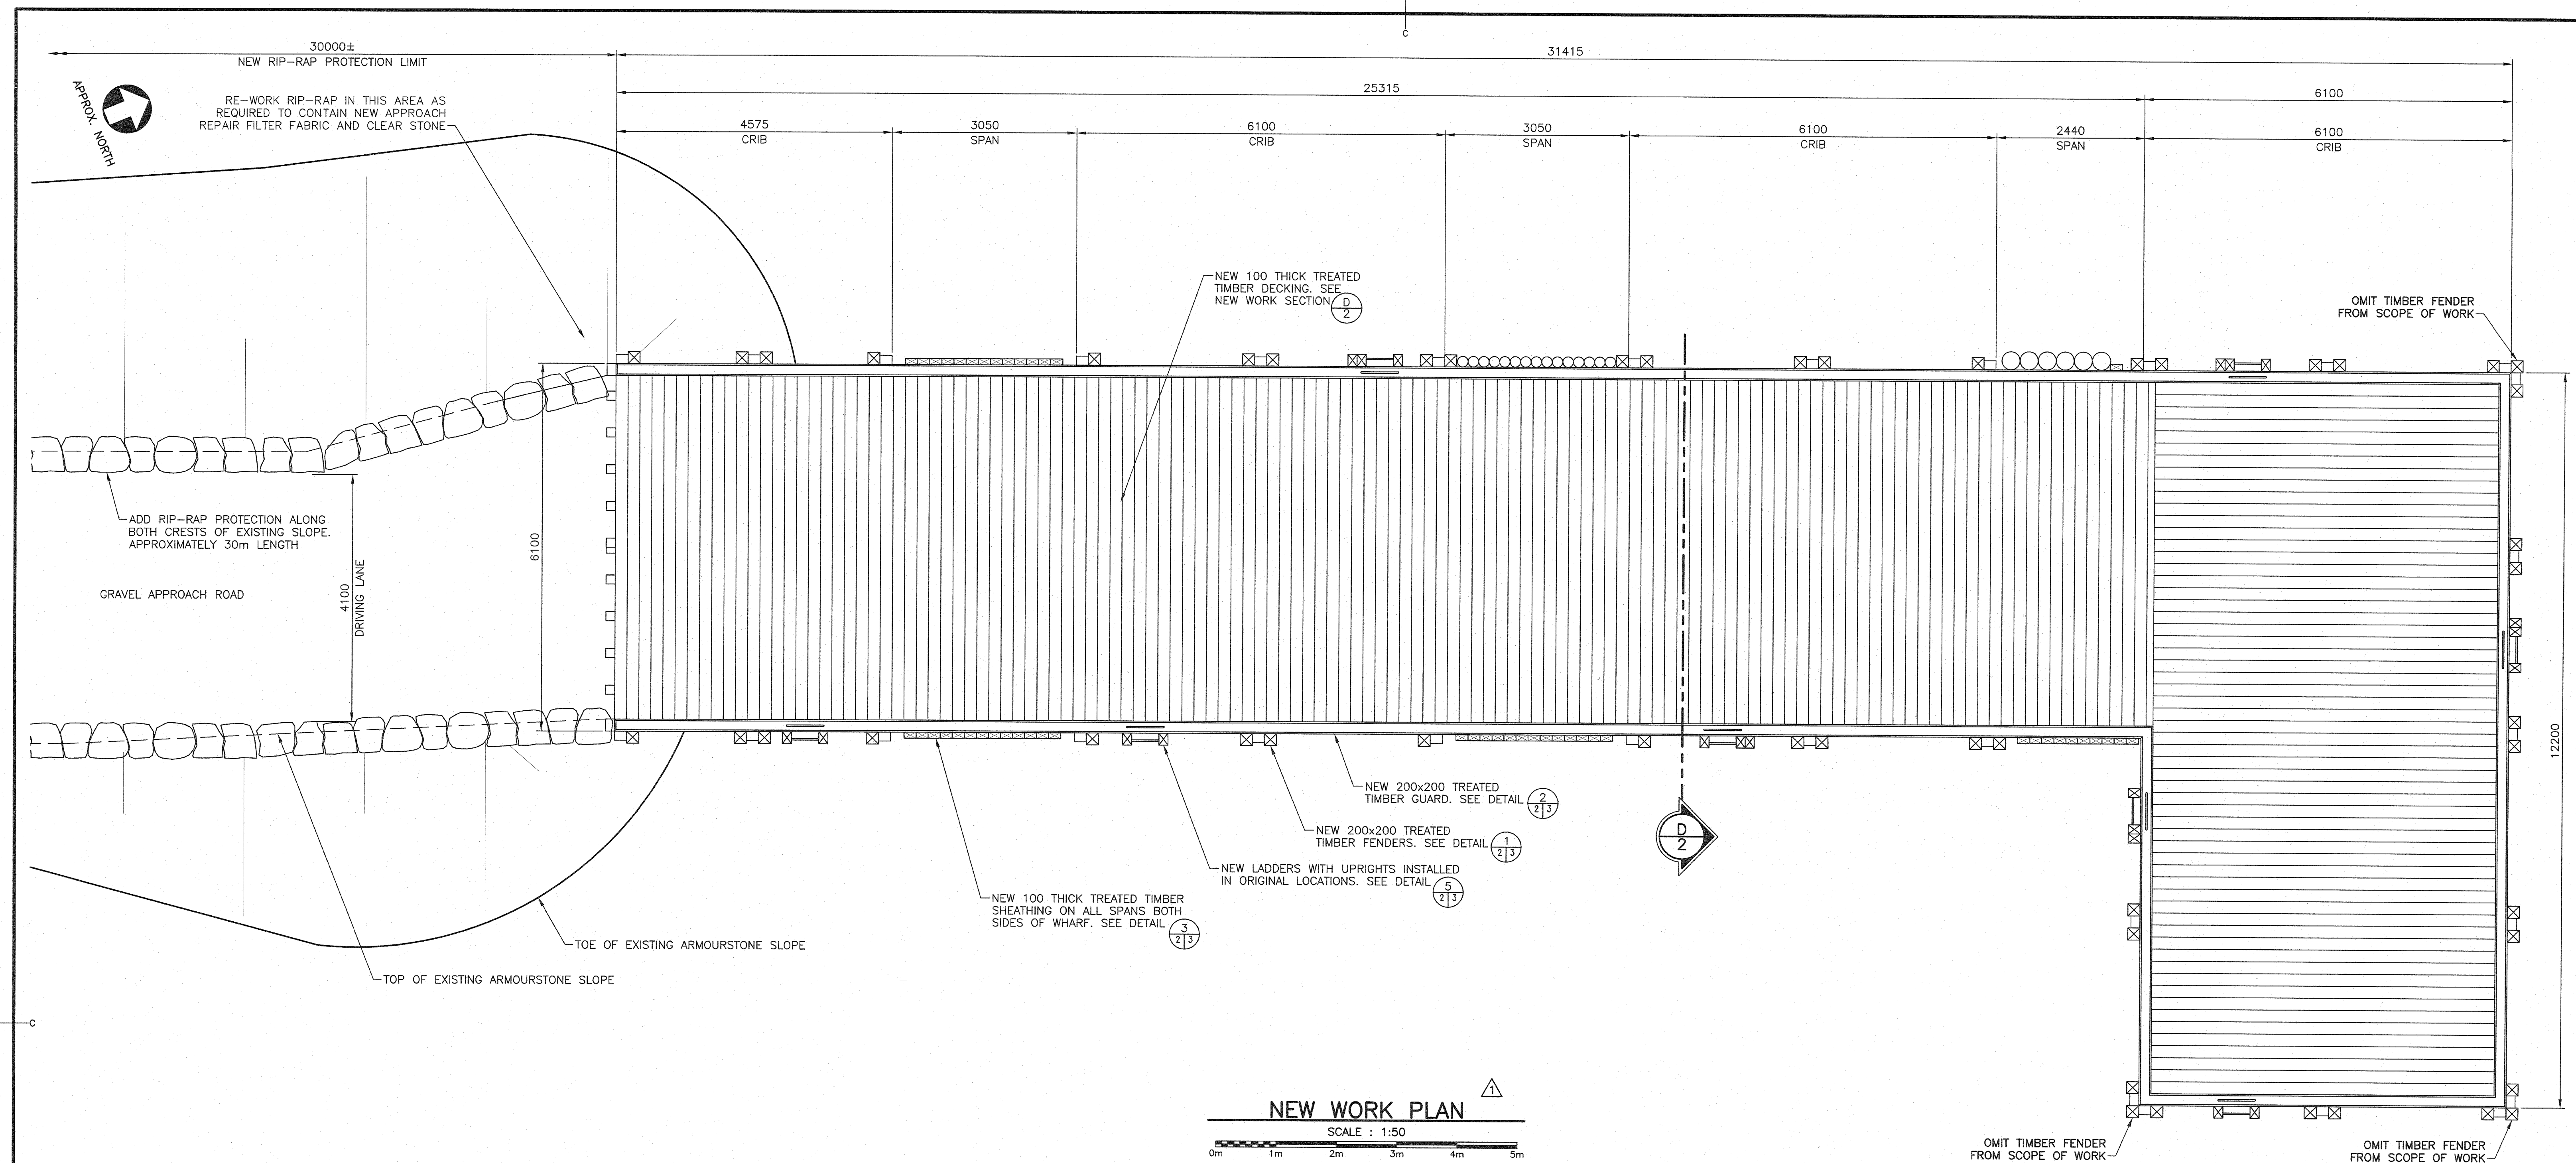 C
30000±
NEW RIP-RAP PROTECTION LIMIT
31415
25315
6100
4575
CRIB
3050
SPAN
6100
CRIB
3050
SPAN
6100
CRIB
2440
SPAN
6100
CRIB
APPROX. NORTH
RE-WORK RIP-RAP IN THIS AREA AS
REQUIRED TO CONTAIN NEW APPROACH
REPAIR FILTER FABRIC AND CLEAR STONE
NEW 100 THICK TREATED
TIMBER DECKING. SEE
NEW WORK SECTION
D
2
OMIT TIMBER FENDER
FROM SCOPE OF WORK
ADD RIP-RAP PROTECTION ALONG
BOTH CRESTS OF EXISTING SLOPE.
APPROXIMATELY 30m LENGTH
GRAVEL APPROACH ROAD
4100
DRIVING LANE
6100
12200
NEW 200x200 TREATED
TIMBER GUARD. SEE DETAIL
2
2 3
NEW 200x200 TREATED
TIMBER FENDERS. SEE DETAIL
1
2 3
NEW LADDERS WITH UPRIGHTS INSTALLED
IN ORIGINAL LOCATIONS. SEE DETAIL
5
2 3
NEW 100 THICK TREATED TIMBER
SHEATHING ON ALL SPANS BOTH
SIDES OF WHARF. SEE DETAIL
3
2 3
D
2
TOE OF EXISTING ARMOURSTONE SLOPE
TOP OF EXISTING ARMOURSTONE SLOPE
C
1
NEW WORK PLAN
SCALE : 1:50
0m 1m 2m 3m 4m 5m
OMIT TIMBER FENDER
FROM SCOPE OF WORK
OMIT TIMBER FENDER
FROM SCOPE OF WORK